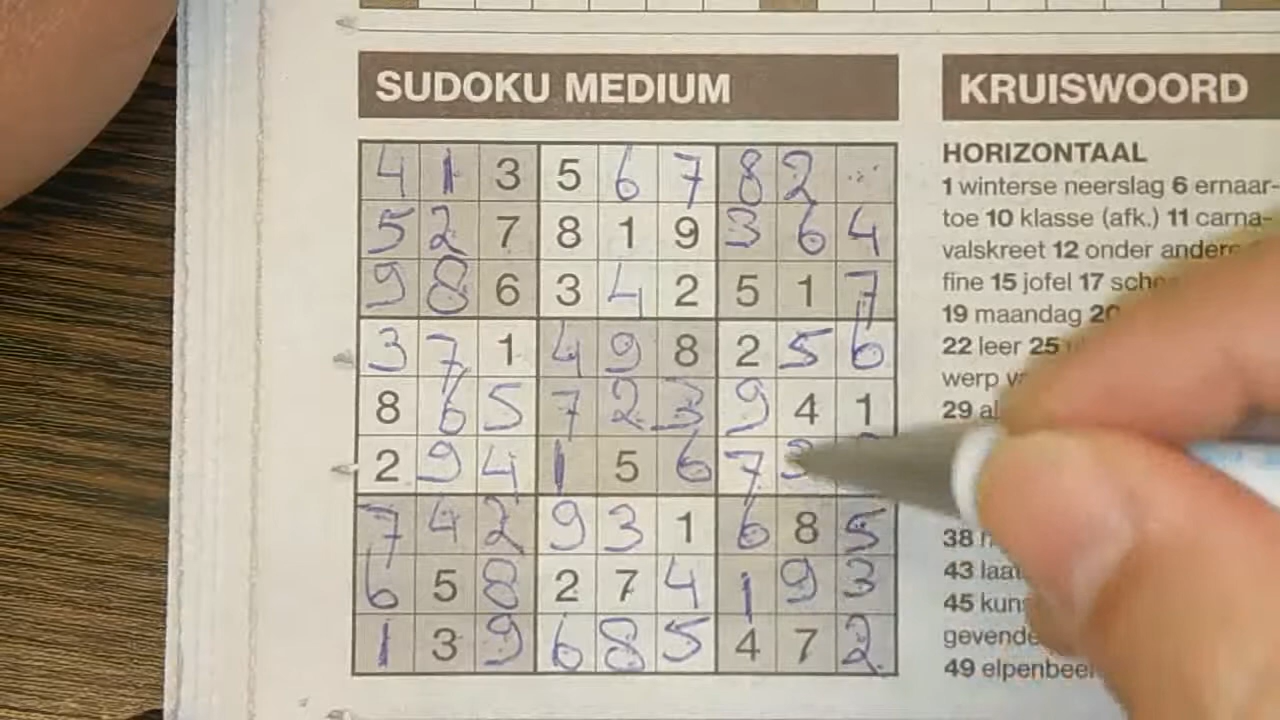 SUDOKU MEDIUM
4 1 3 5 6 7 8 2
5 2 7 8 1 9 3 6 4
9 8 6 3 4 2 5 1 7
3 7 1 4 9 8 2 5 6
8 6 5 7 2 3 9 4 1
2 9 4 1 5 6 7 3
7 4 2 9 3 1 6 8 5
6 5 8 2 7 4 1 9 3
1 3 9 6 8 5 4 7 2
KRUISWOORD
HORIZONTAAL
1 winterse neerslag 6 ernaar-
toe 10 klasse (afk.) 11 carna-
valskreet 12 onder andere
fine 15 jofel 17
19 maandag 20
22 leer 25
werp
29
38
43
45
49